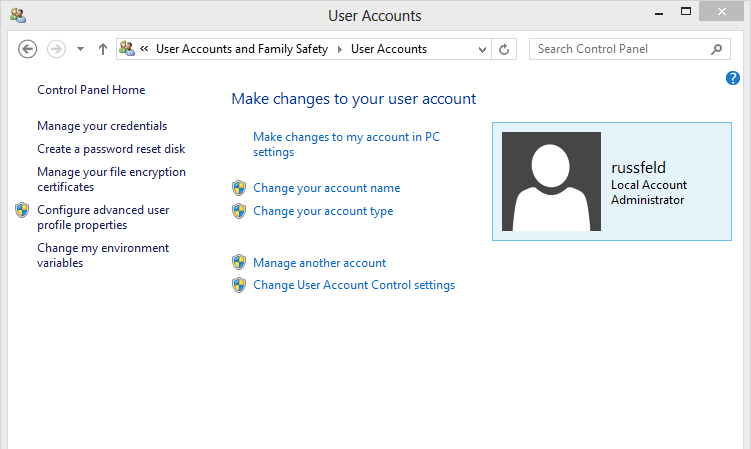 User Accounts
« User Accounts and Family Safety User Accounts
Search Control Panel
Control Panel Home
Manage your credentials
Create a password reset disk
Manage your file encryption
certificates
Configure advanced user
profile properties
Change my environment
variables
Make changes to your user account
Make changes to my account in PC
settings
Change your account name
Change your account type
Manage another account
Change User Account Control settings
russfeld
Local Account
Administrator